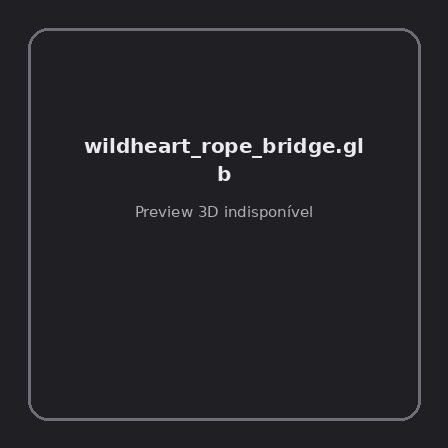 wildheart_rope_bridge.gl
b
Preview 3D indisponível